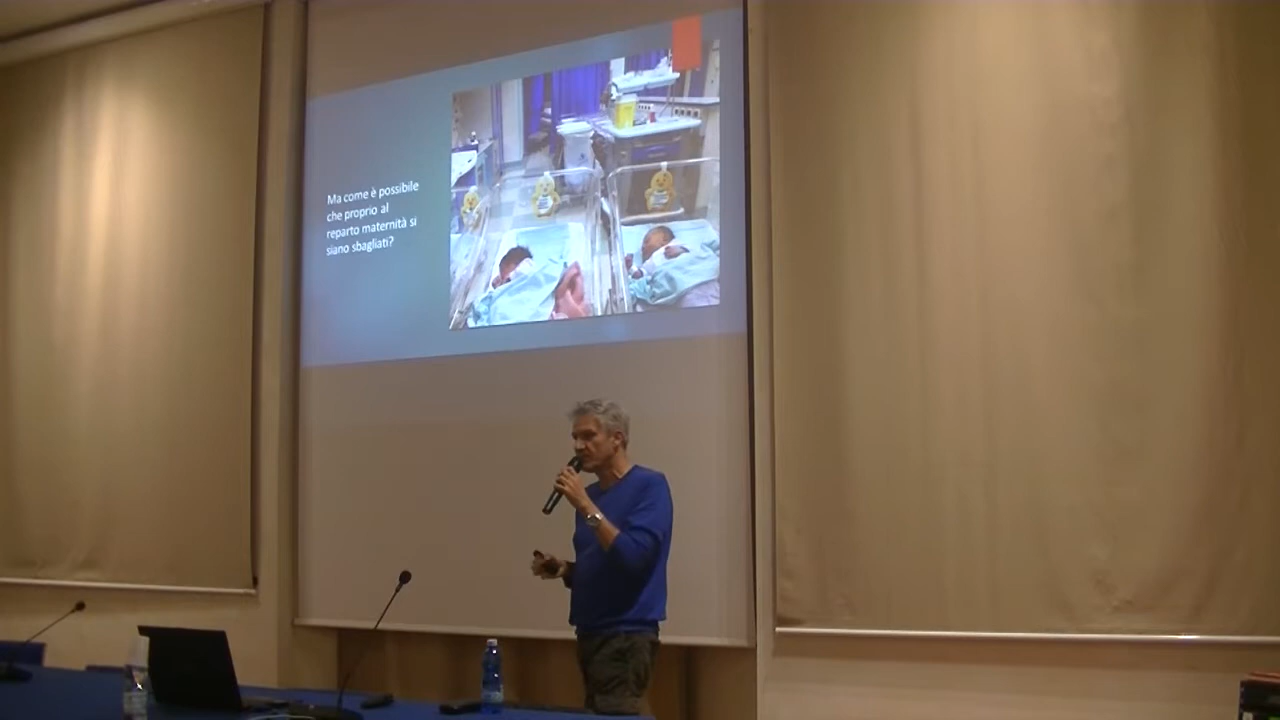 Ma come è possibile
che proprio al
reparto maternità si
siano sbagliati?